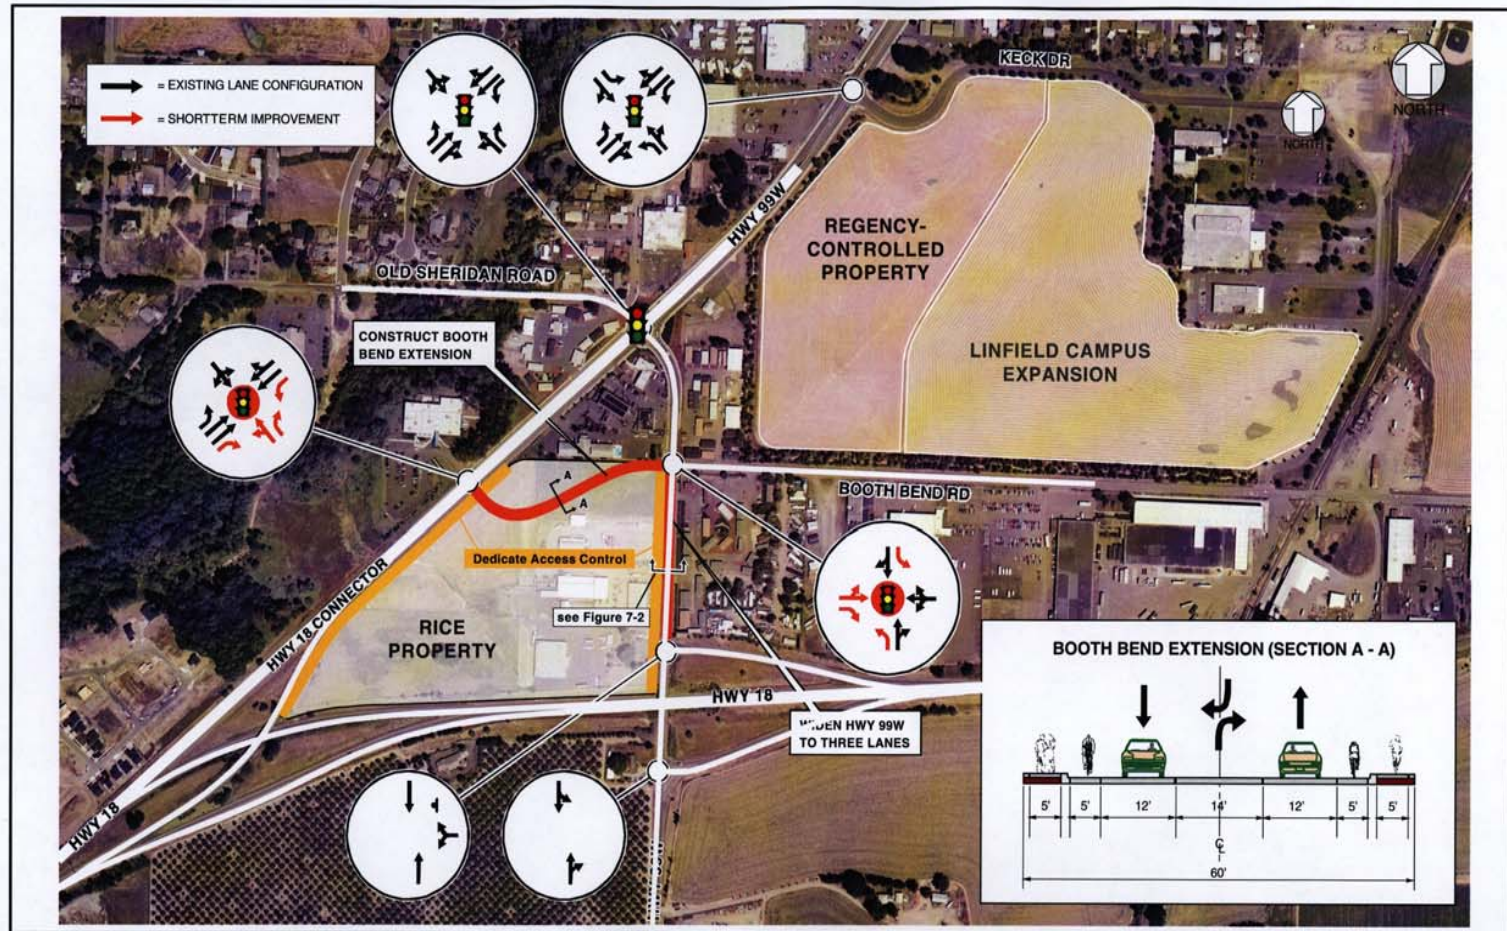 = EXISTING LANE CONFIGURATION
= SHORTTERM IMPROVEMENT
KECK DR
NORTH
NORTH
HWY 99W
REGENCY-
CONTROLLED
PROPERTY
OLD SHERIDAN ROAD
CONSTRUCT BOOTH
BEND EXTENSION
LINFIELD CAMPUS
EXPANSION
A
A
BOOTH BEND RD
Dedicate Access Control
HWY 18 CONNECTOR
see Figure 7-2
RICE
PROPERTY
HWY 18
WIDEN HWY 99W
TO THREE LANES
HWY 18
BOOTH BEND EXTENSION (SECTION A - A)
5' 5' 12' 14' 12' 5' 5'
CL
60'